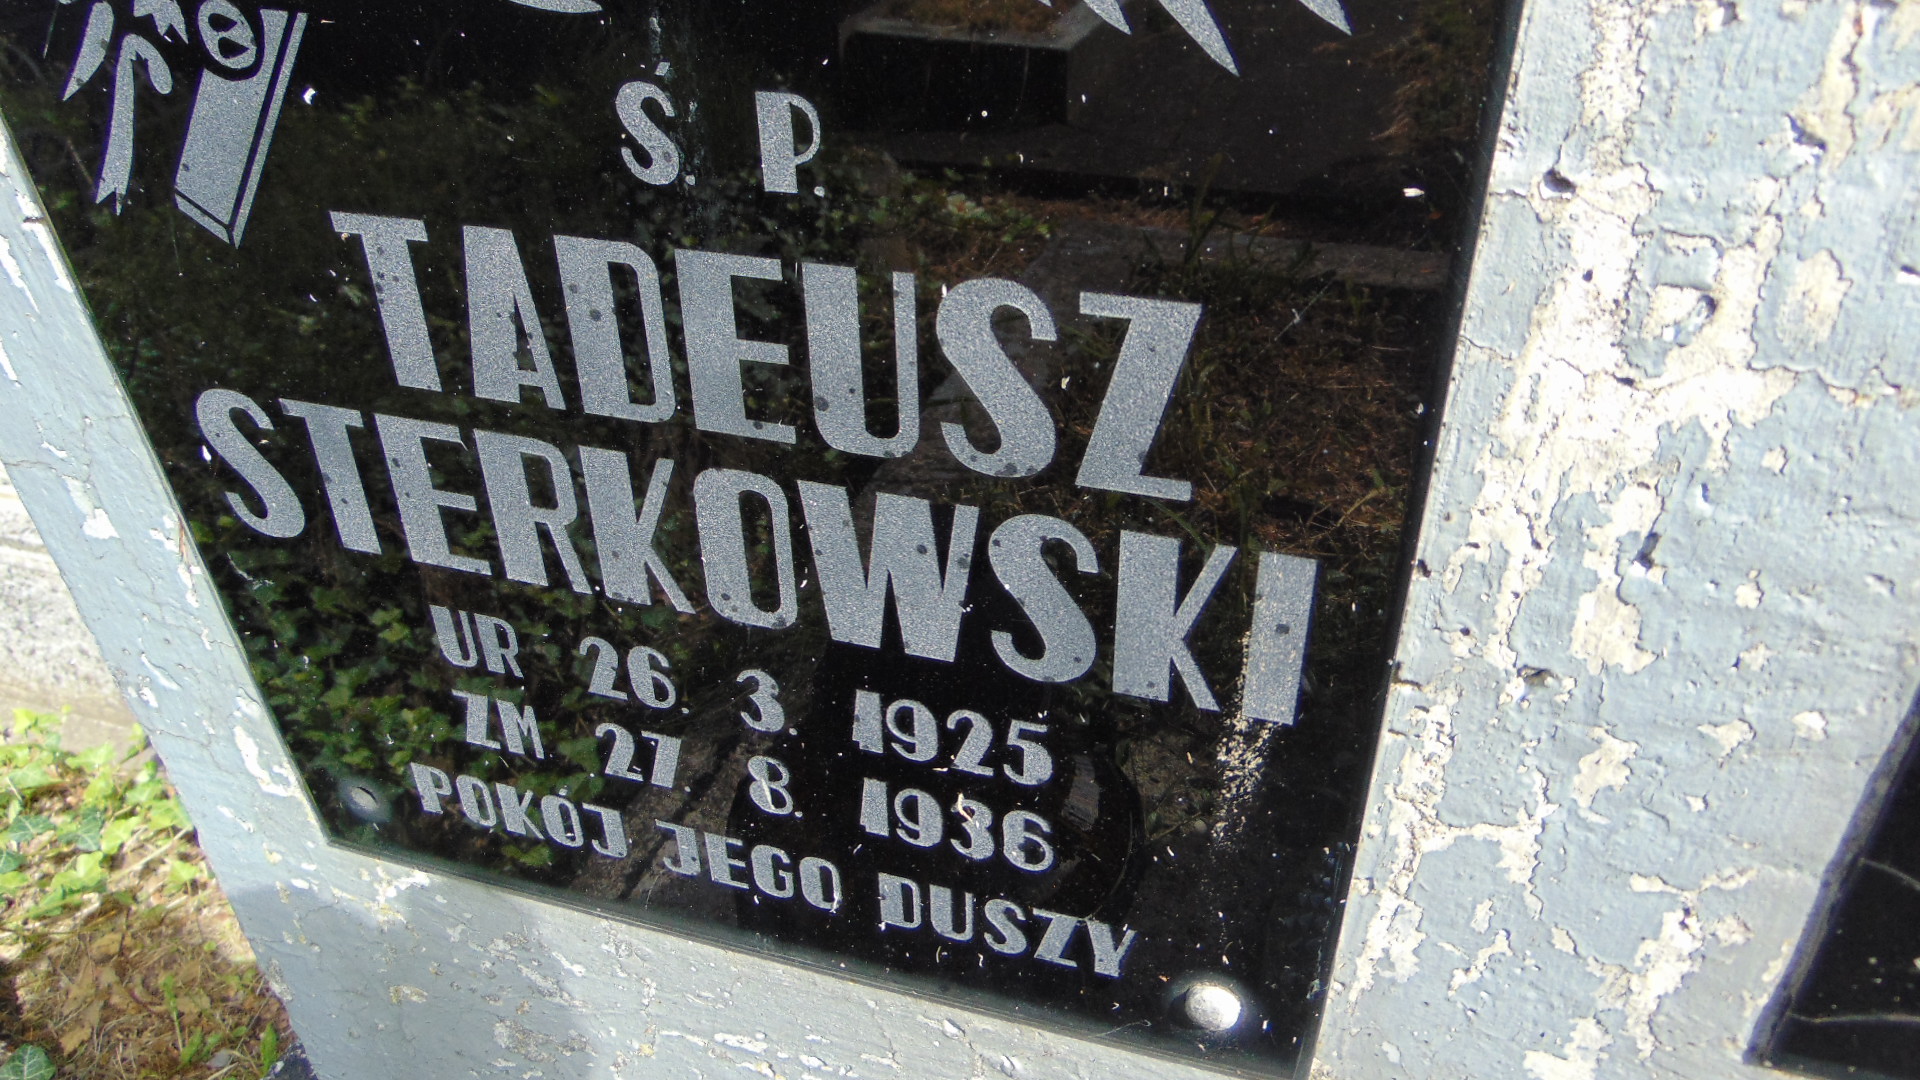 Ś. P.
TADEUSZ
STERKOWSKI
UR 26. 3. 1925
ZM 27. 8. 1936
POKÓJ JEGO DUSZY